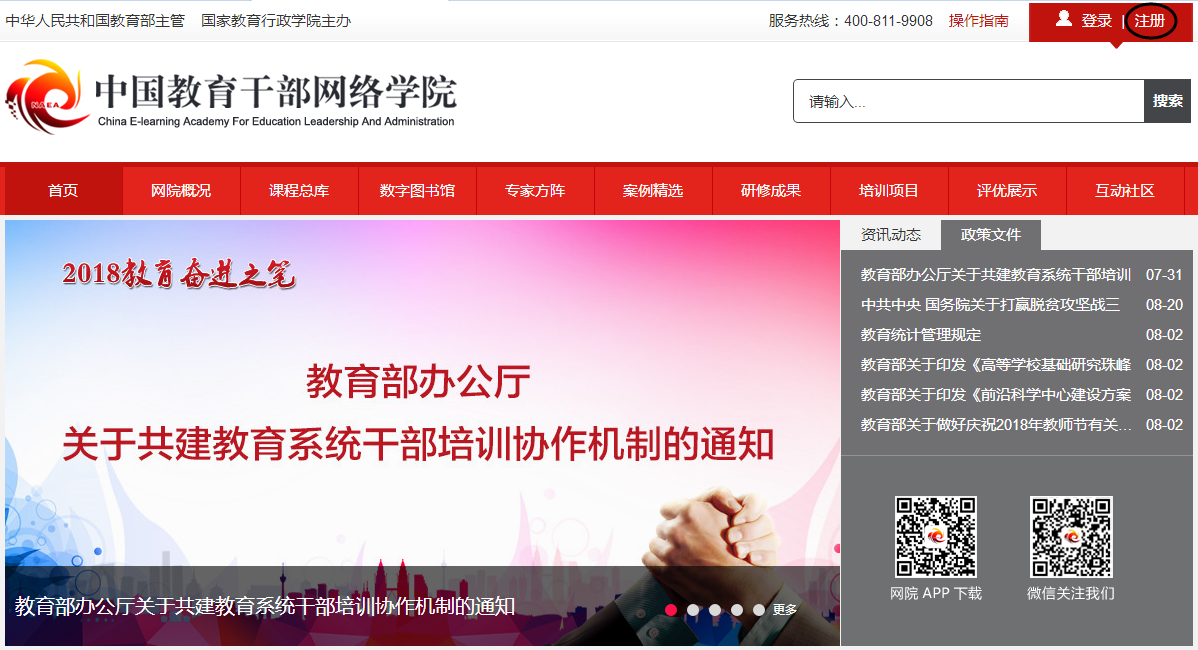 中华人民共和国教育部主管 国家教育行政学院主办
服务热线：400-811-9908 操作指南 登录 | 注册
NAEA 中国教育干部网络学院
China E-learning Academy For Education Leadership And Administration
请输入... 搜索
首页 网院概况 课程总库 数字图书馆 专家方阵 案例精选 研修成果 培训项目 评优展示 互动社区
2018教育奋进之笔
教育部办公厅
关于共建教育系统干部培训协作机制的通知
教育部办公厅关于共建教育系统干部培训协作机制的通知 更多
资讯动态 政策文件
教育部办公厅关于共建教育系统干部培训 07-31
中共中央 国务院关于打赢脱贫攻坚战三 08-20
教育统计管理规定 08-02
教育部关于印发《高等学校基础研究珠峰 08-02
教育部关于印发《前沿科学中心建设方案 08-02
教育部关于做好庆祝2018年教师节有关... 08-02
网院 APP 下载 微信关注我们